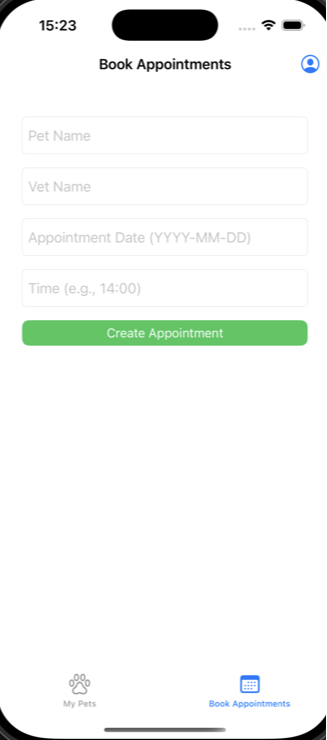 15:23
Book Appointments
Pet Name
Vet Name
Appointment Date (YYYY-MM-DD)
Time (e.g., 14:00)
Create Appointment
My Pets
Book Appointments